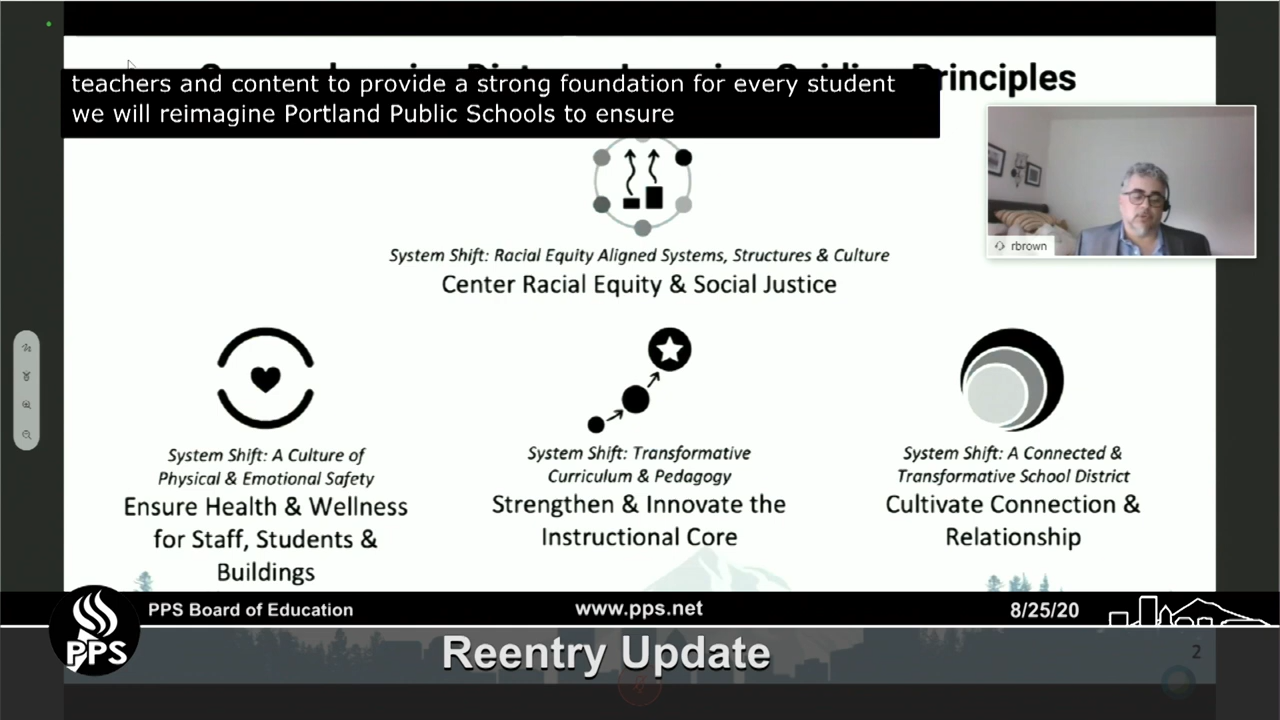 Principles
teachers and content to provide a strong foundation for every student
we will reimagine Portland Public Schools to ensure
rbrown
System Shift: Racial Equity Aligned Systems, Structures & Culture
Center Racial Equity & Social Justice
System Shift: A Culture of
Physical & Emotional Safety
Ensure Health & Wellness
for Staff, Students &
Buildings
System Shift: Transformative
Curriculum & Pedagogy
Strengthen & Innovate the
Instructional Core
System Shift: A Connected &
Transformative School District
Cultivate Connection &
Relationship
PPS
PPS Board of Education
www.pps.net
8/25/20
Reentry Update
2